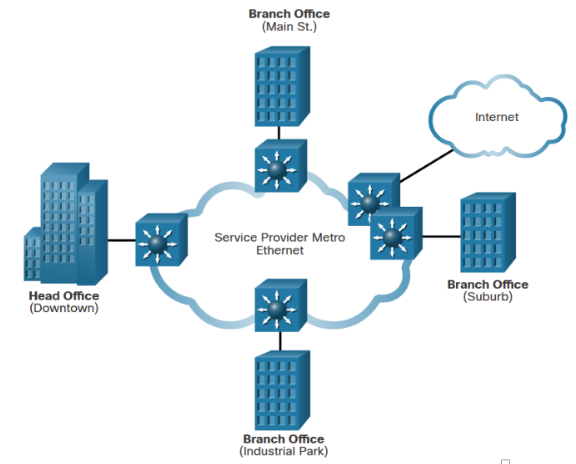 Branch Office
(Main St.)
Internet
Service Provider Metro
Ethernet
Head Office
(Downtown)
Branch Office
(Suburb)
Branch Office
(Industrial Park)